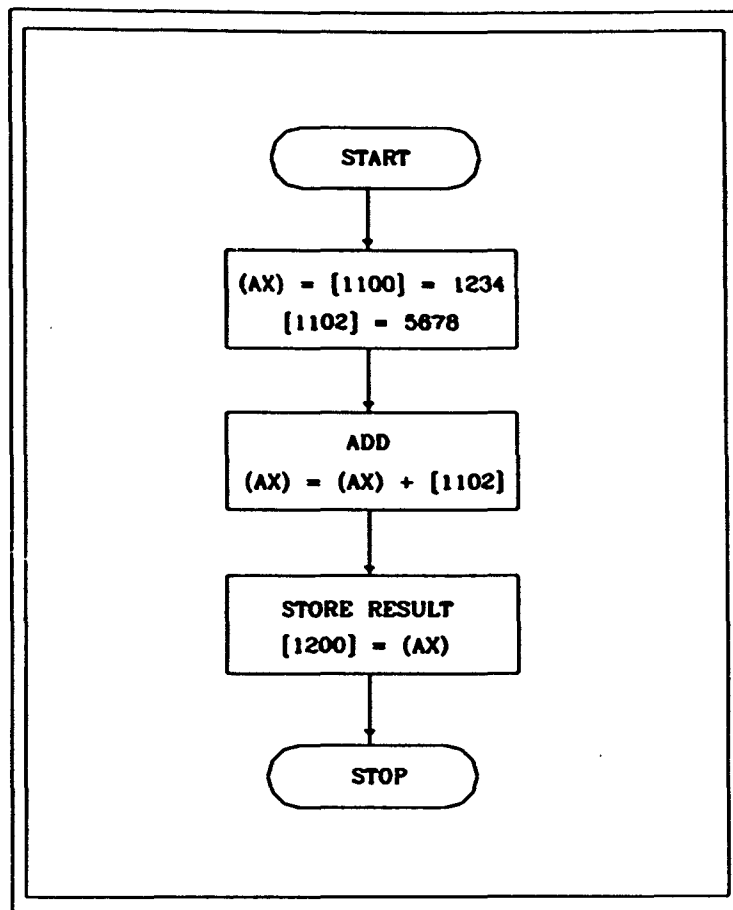 START
(AX) = [1100] = 1234
[1102] = 5678
ADD
(AX) = (AX) + [1102]
STORE RESULT
[1200] = (AX)
STOP